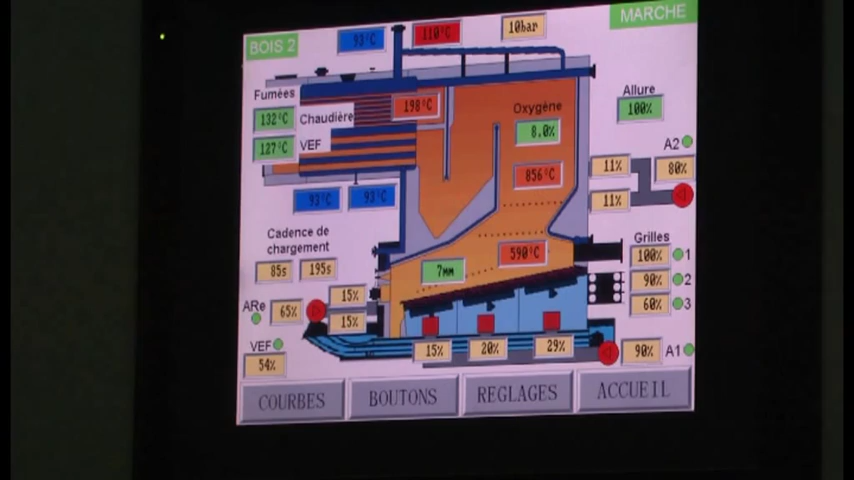 BOIS 2
93°C
110°C
10bar
MARCHE
Fumées
132°C
Chaudière
198°C
Oxygène
8.0%
Allure
100%
127°C
VEF
A2
856°C
11%
80%
93°C
93°C
11%
Cadence de
chargement
85s
195s
7mm
590°C
Grilles
100%
1
90%
2
60%
3
ARe
65%
15%
15%
VEF
54%
15%
20%
29%
90%
A1
COURBES
BOUTONS
REGLAGES
ACCUEIL